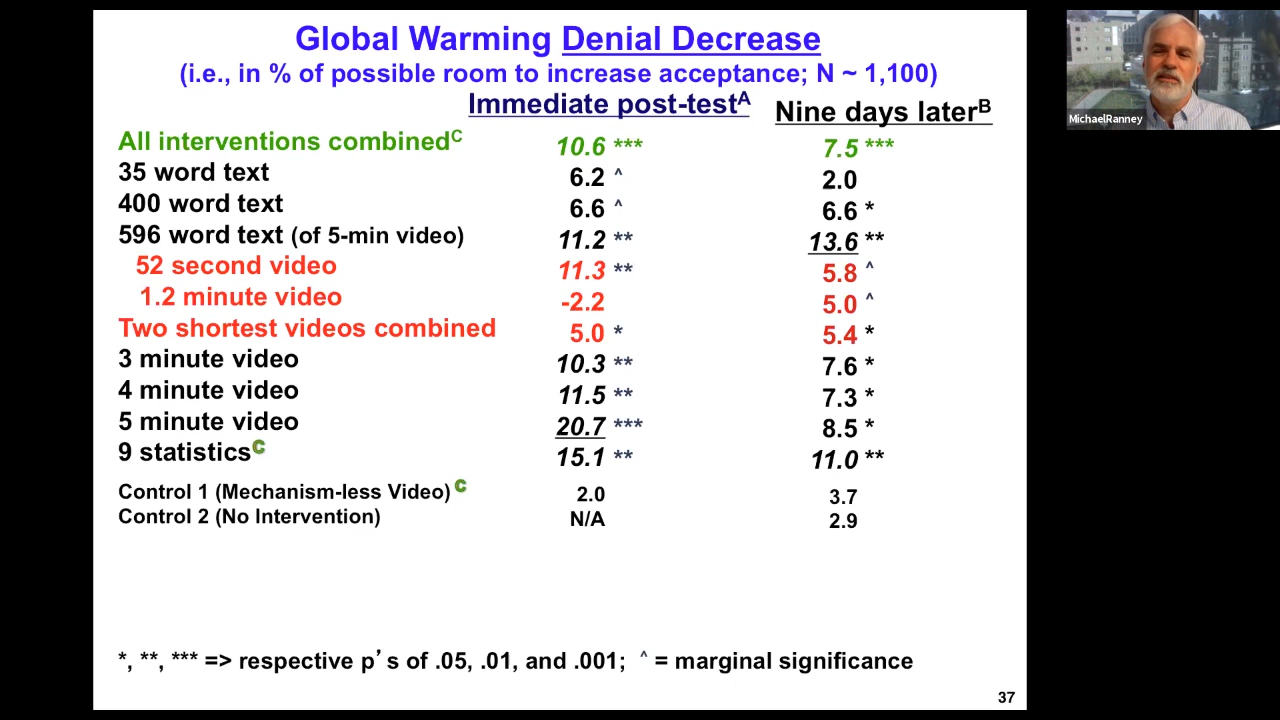 Global Warming Denial Decrease
(i.e., in % of possible room to increase acceptance; N ~ 1,100)
Immediate post-testA Nine days laterB
All interventions combinedC 10.6 *** 7.5 ***
35 word text 6.2 ^ 2.0
400 word text 6.6 ^ 6.6 *
596 word text (of 5-min video) 11.2 ** 13.6 **
52 second video 11.3 ** 5.8 ^
1.2 minute video -2.2 5.0 ^
Two shortest videos combined 5.0 * 5.4 *
3 minute video 10.3 ** 7.6 *
4 minute video 11.5 ** 7.3 *
5 minute video 20.7 *** 8.5 *
9 statisticsC 15.1 ** 11.0 **
Control 1 (Mechanism-less Video) C 2.0 3.7
Control 2 (No Intervention) N/A 2.9
*, **, *** => respective p’s of .05, .01, and .001; ^ = marginal significance
37
MichaelRanney